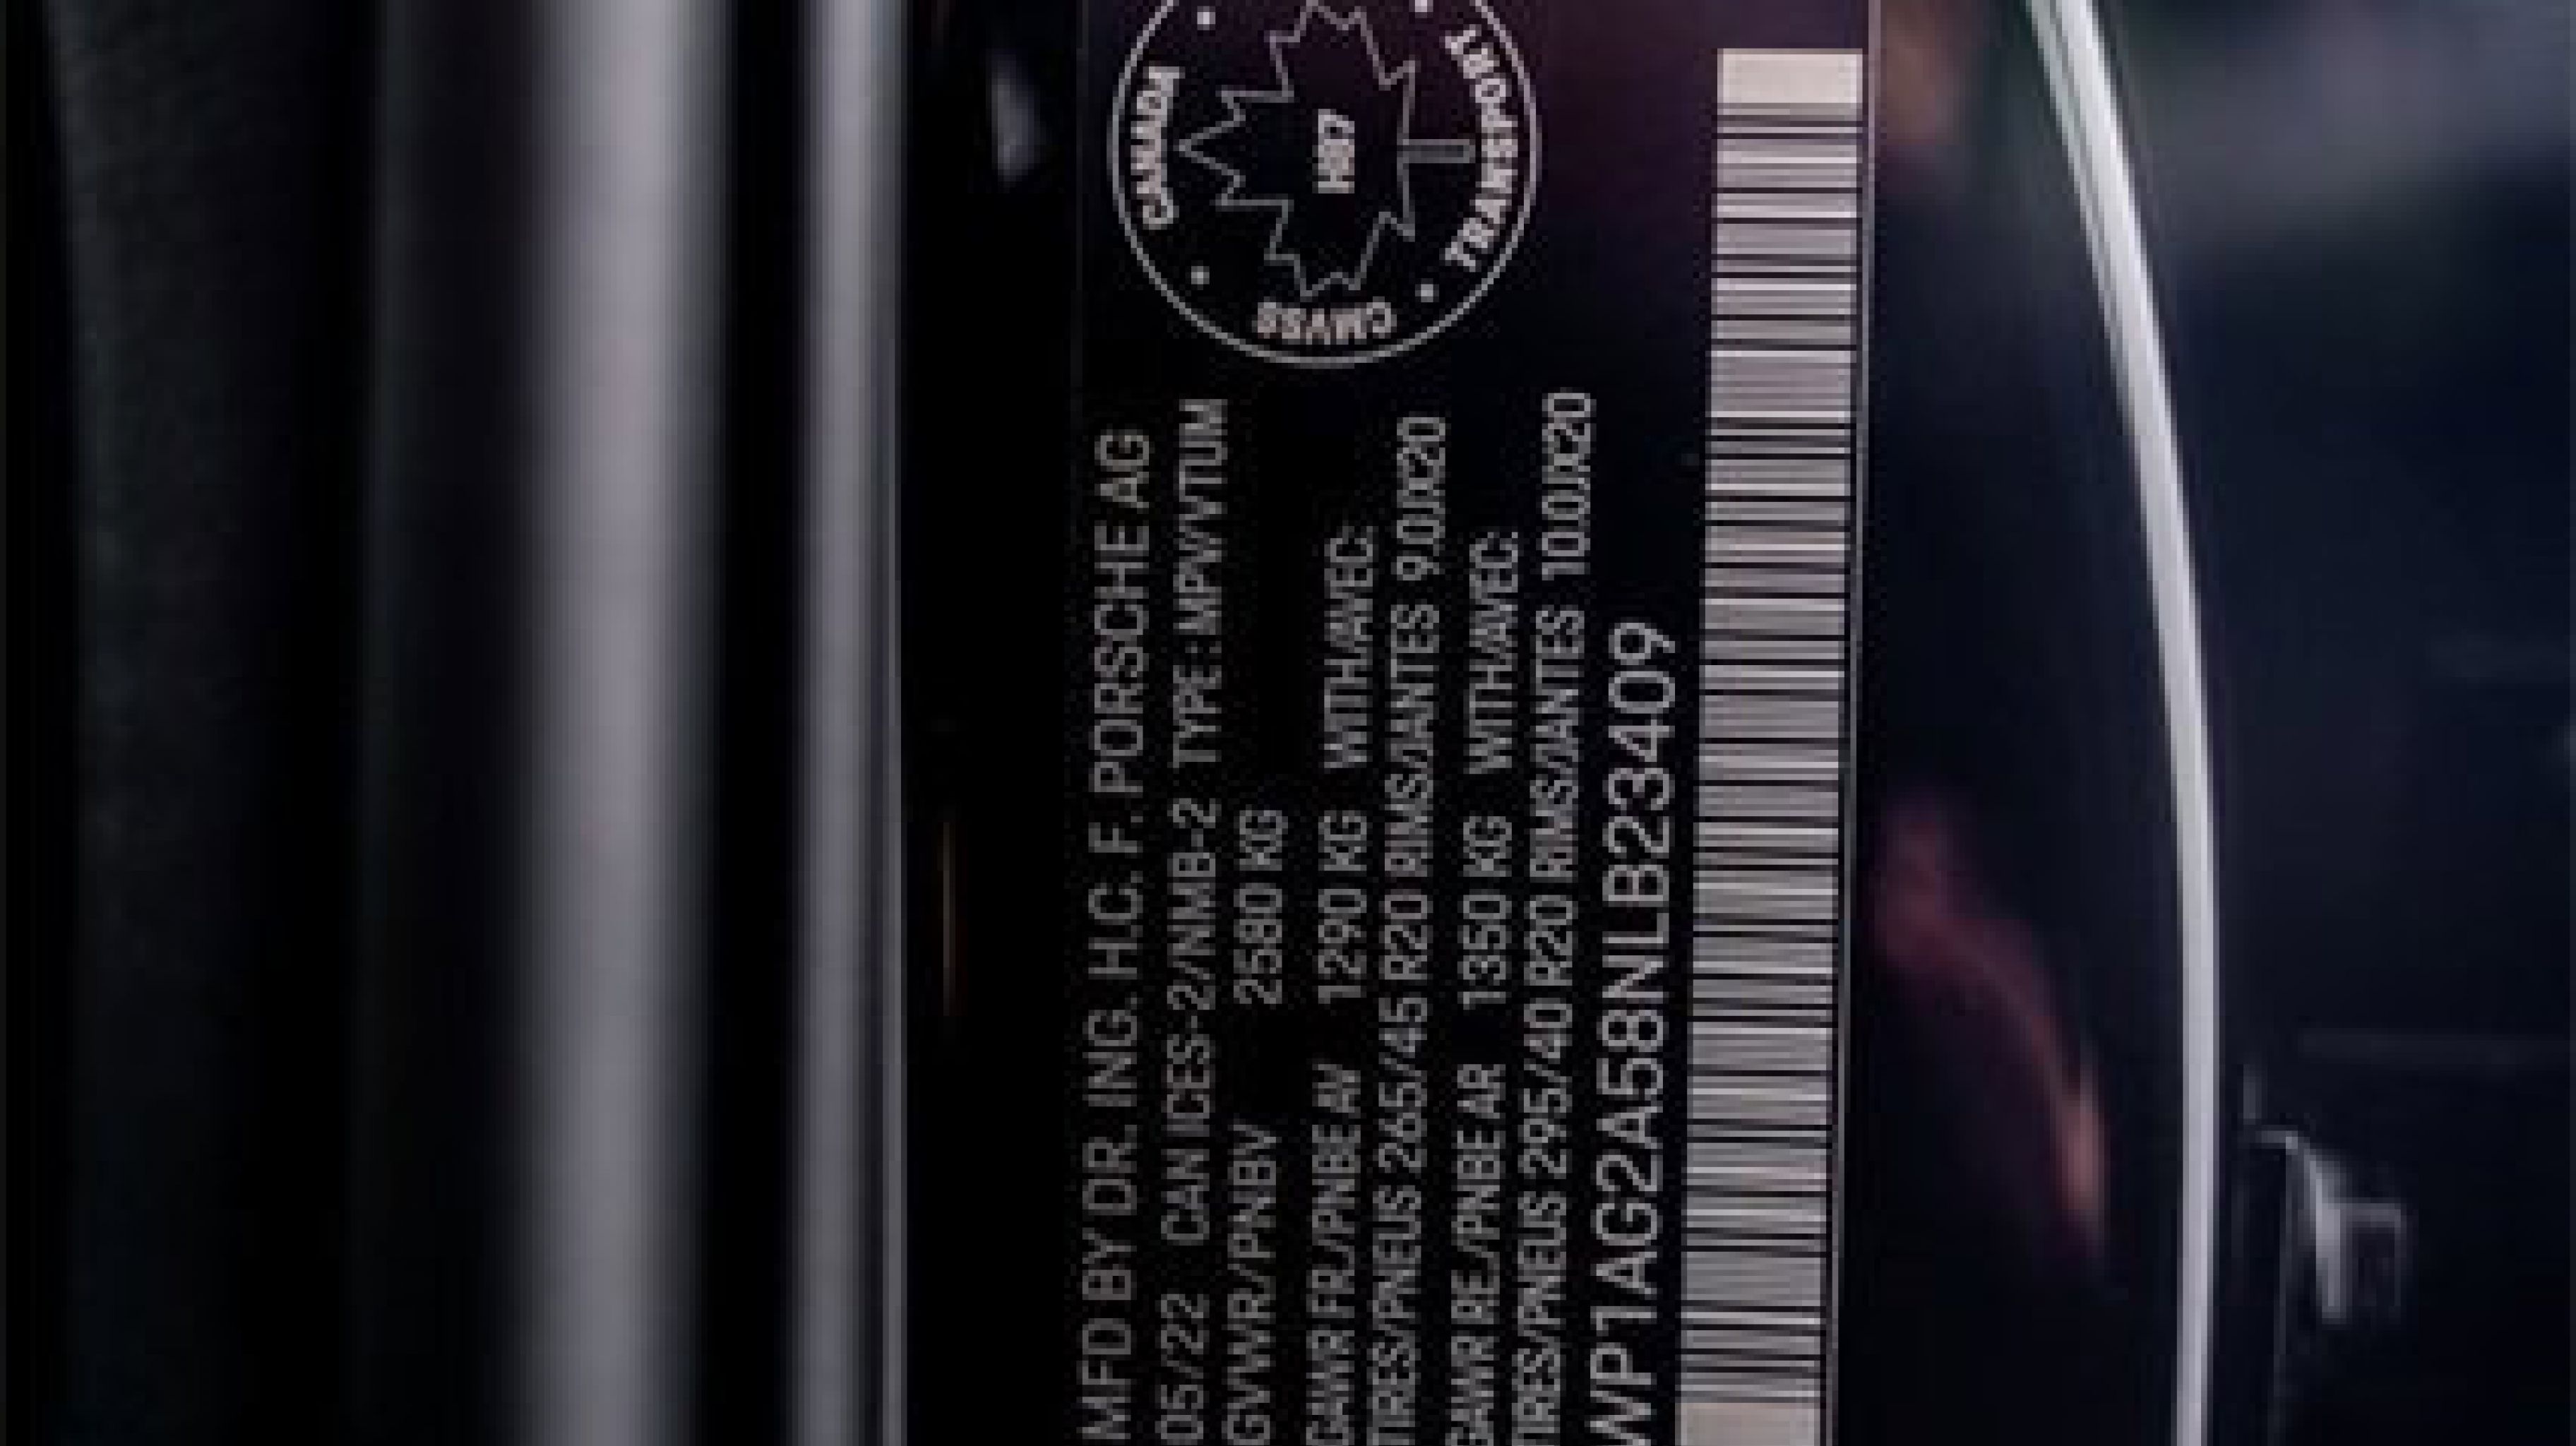 MFD BY DR. ING. H.C. F. PORSCHE AG
05/22 CAN ICES-2/NMB-2 TYPE: MPV/VTUM
GVWR/PNBV 2580 KG
GAWR FR./PNBE AV 1290 KG WITH/AVEC:
TIRES/PNEUS 265/45 R20 RIMS/JANTES 9.0JX20
GAWR RE./PNBE AR 1350 KG WITH/AVEC:
TIRES/PNEUS 295/40 R20 RIMS/JANTES 10.0JX20
WP1AG2A58NLB23409
CANADA
TRANSPORT
CMVSS